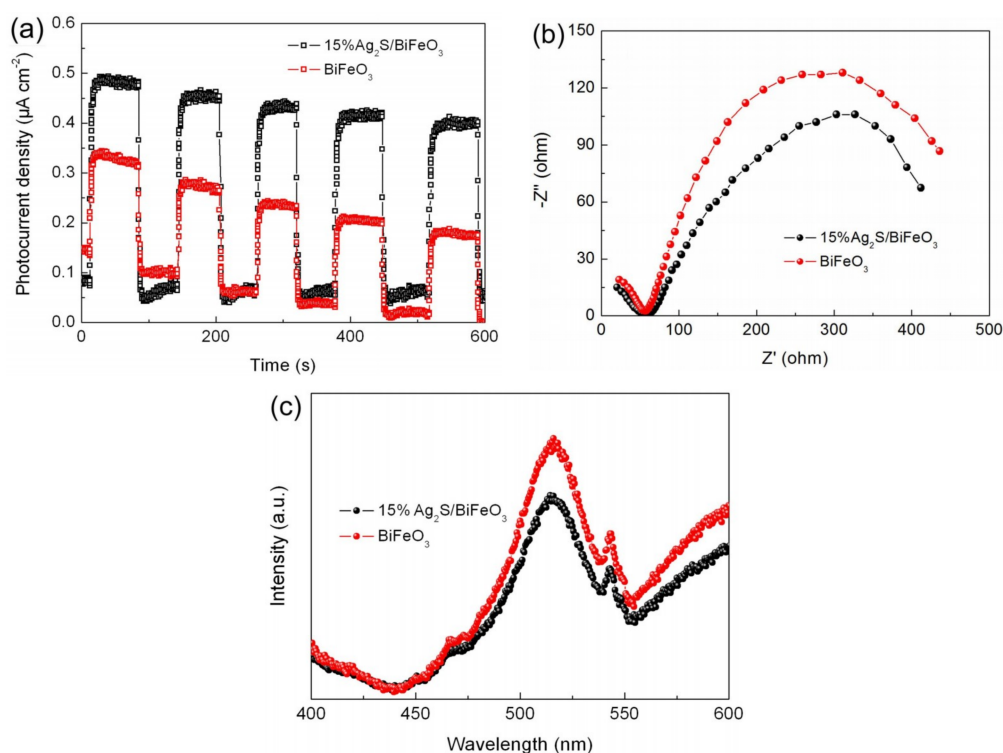 (a)
0.6
0.5
0.4
0.3
0.2
0.1
0.0
Photocurrent density (μA cm⁻²)
15%Ag₂S/BiFeO₃
BiFeO₃
0
200
400
600
Time (s)
(b)
150
120
90
60
30
0
-Z'' (ohm)
15%Ag₂S/BiFeO₃
BiFeO₃
0
100
200
300
400
500
Z' (ohm)
(c)
Intensity (a.u.)
15% Ag₂S/BiFeO₃
BiFeO₃
400
450
500
550
600
Wavelength (nm)